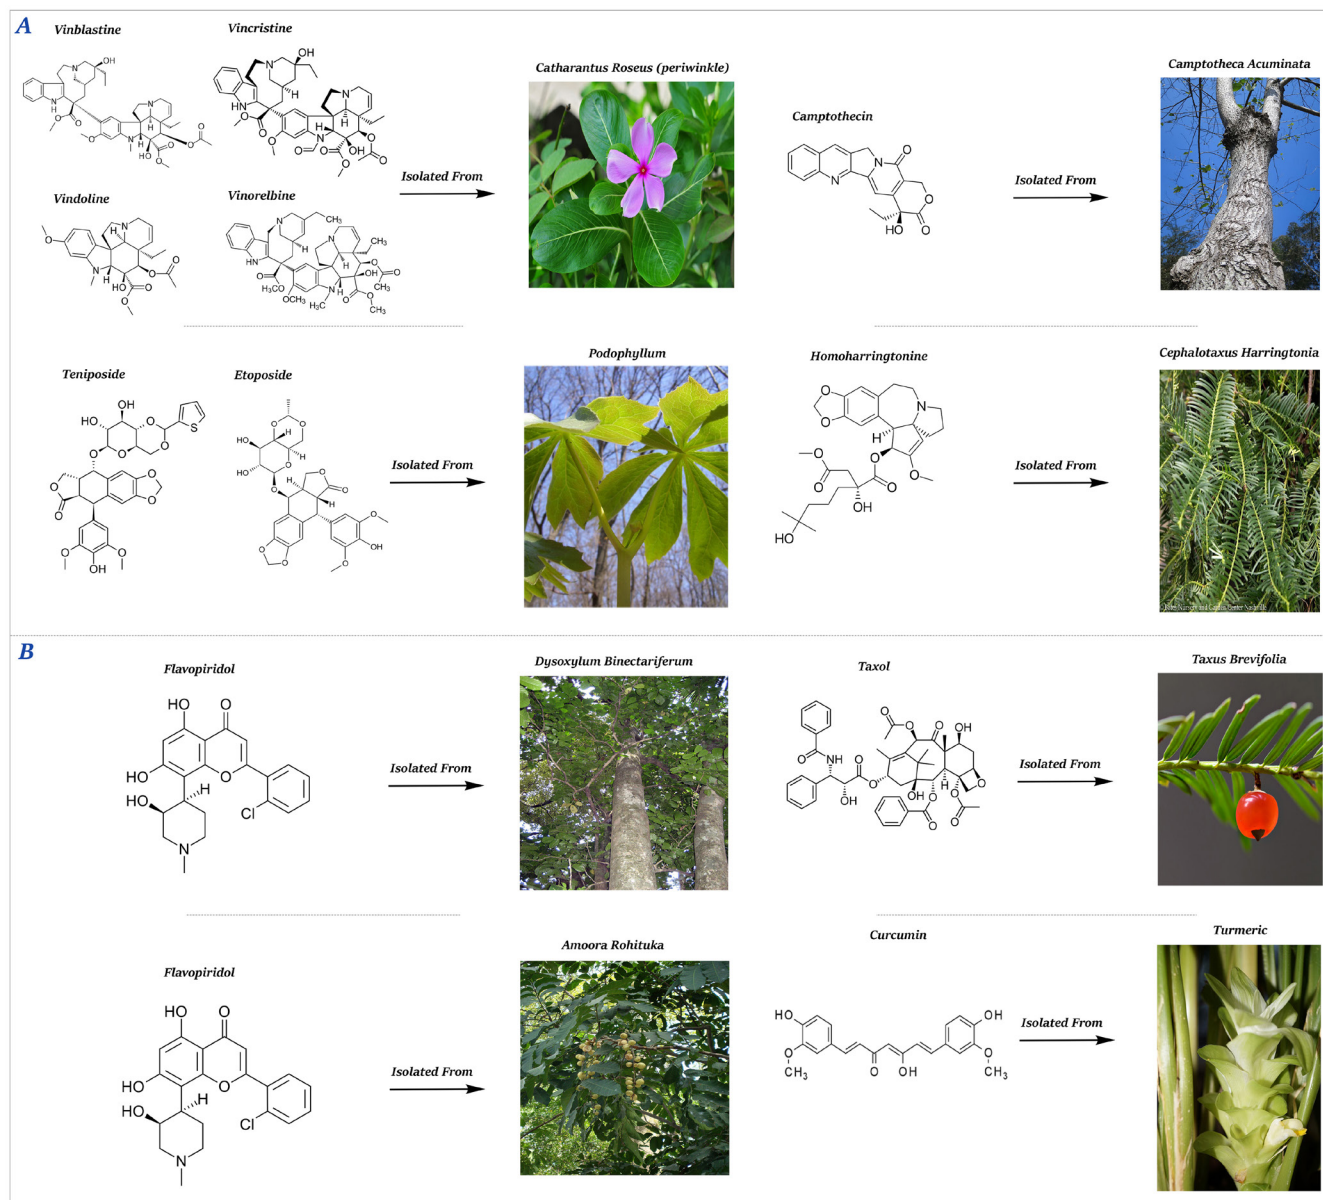 A
Vinblastine
Vincristine
Catharantus Roseus (periwinkle)
Camptotheca Acuminata
Camptothecin
Isolated From
Isolated From
Vindoline
Vinorelbine
Podophyllum
Homoharringtonine
Cephalotaxus Harringtonia
Teniposide
Etoposide
Isolated From
Isolated From
B
Flavopiridol
Dysoxylum Binectariferum
Taxol
Taxus Brevifolia
Isolated From
Isolated From
Flavopiridol
Amoora Rohituka
Curcumin
Turmeric
Isolated From
Isolated From